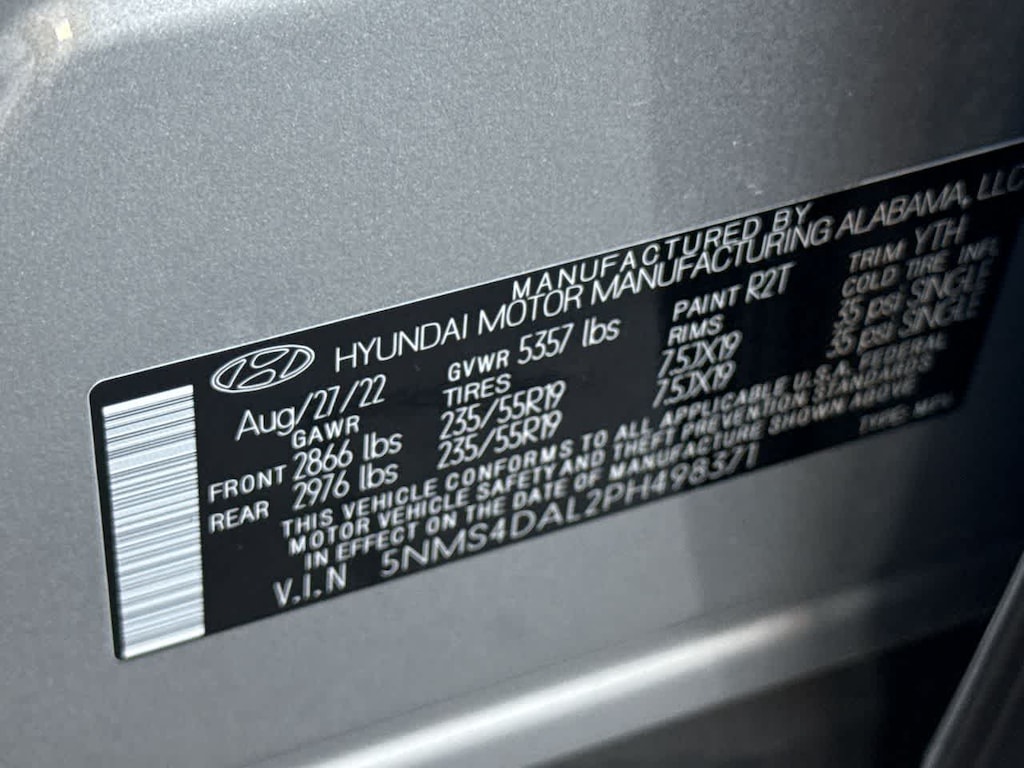 MANUFACTURED BY
HYUNDAI MOTOR MANUFACTURING ALABAMA, LLC
Aug/27/22 GVWR 5357 lbs PAINT R2T TRIM YTH
GAWR TIRES RIMS COLD TIRE INFL
FRONT 2866 lbs 235/55R19 7.5JX19 35 psi SINGLE
REAR 2976 lbs 235/55R19 7.5JX19 35 psi SINGLE
THIS VEHICLE CONFORMS TO ALL APPLICABLE U.S.A. FEDERAL
MOTOR VEHICLE SAFETY AND THEFT PREVENTION STANDARDS
IN EFFECT ON THE DATE OF MANUFACTURE SHOWN ABOVE
V.I.N 5NMS4DAL2PH498371 TYPE: